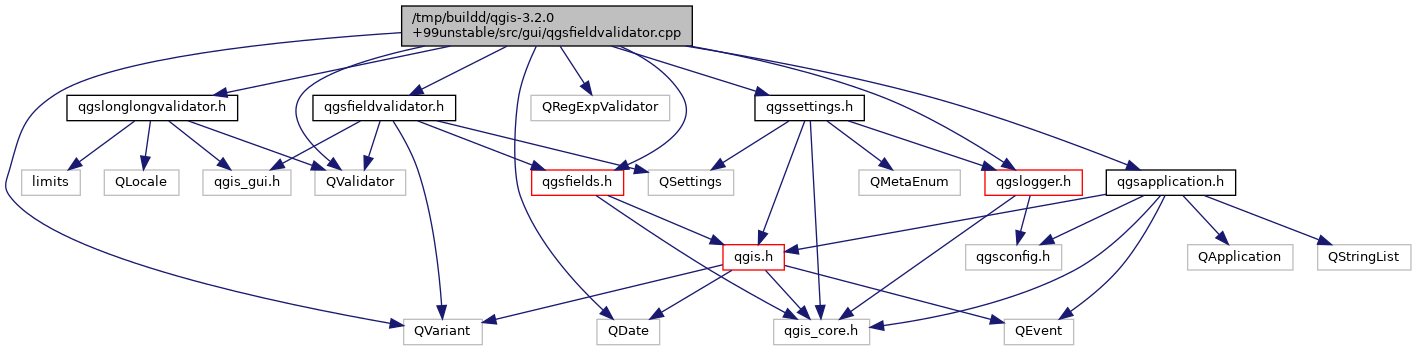 /tmp/buildd/qgis-3.2.0
+99unstable/src/gui/qgsfieldvalidator.cpp
qgslonglongvalidator.h
qgsfieldvalidator.h
QRegExpValidator
qgssettings.h
limits
QLocale
qgis_gui.h
QValidator
qgsfields.h
QSettings
QMetaEnum
qgslogger.h
qgsapplication.h
qgis.h
qgsconfig.h
QApplication
QStringList
QVariant
QDate
qgis_core.h
QEvent